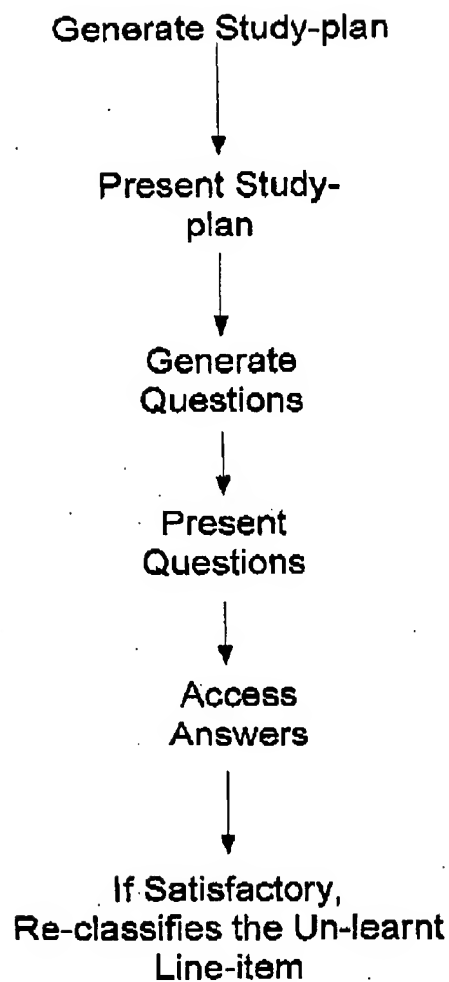 Generate Study-plan
Present Study-
plan
Generate
Questions
Present
Questions
Access
Answers
If Satisfactory,
Re-classifies the Un-learnt
Line-item